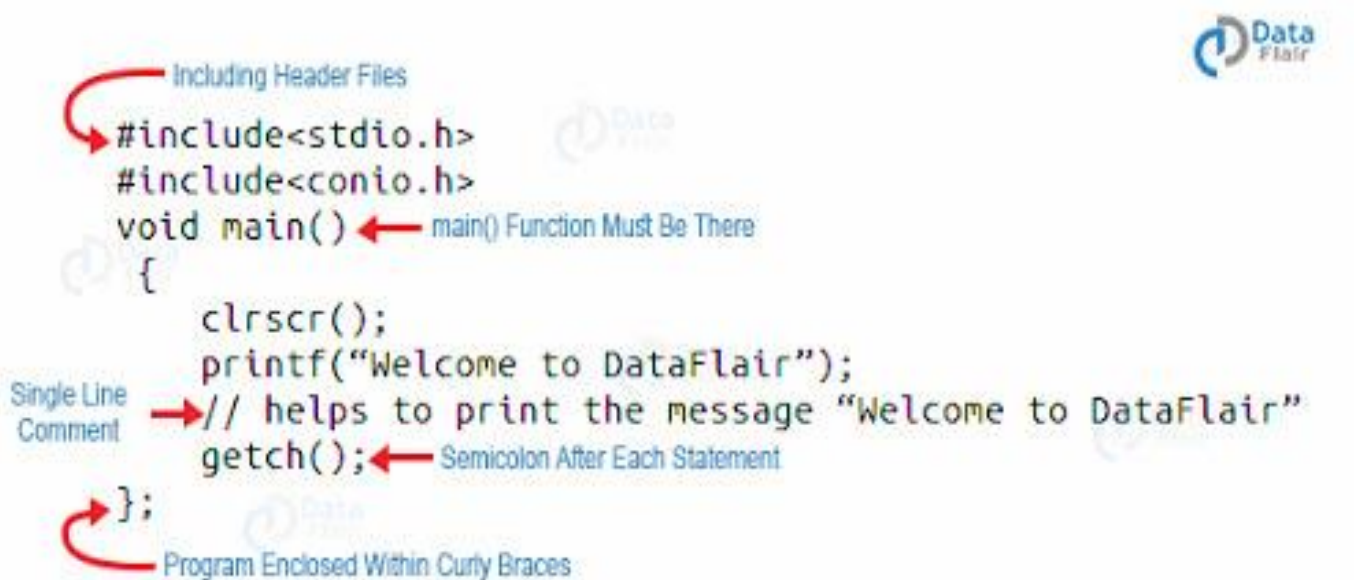 Data
Flair
Including Header Files
#include<stdio.h>
#include<conio.h>
void main()
main() Function Must Be There
{
clrscr();
printf(“Welcome to DataFlair”);
Single Line
Comment
// helps to print the message “Welcome to DataFlair”
getch();
Semicolon After Each Statement
};
Program Enclosed Within Curly Braces